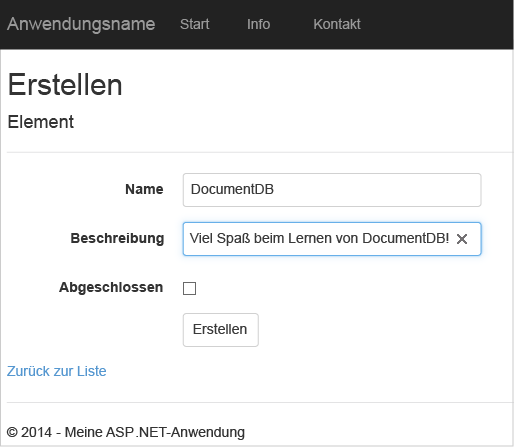 Anwendungsname Start Info Kontakt
Erstellen
Element
Name DocumentDB
Beschreibung Viel Spaß beim Lernen von DocumentDB!
Abgeschlossen
Erstellen
Zurück zur Liste
© 2014 - Meine ASP.NET-Anwendung